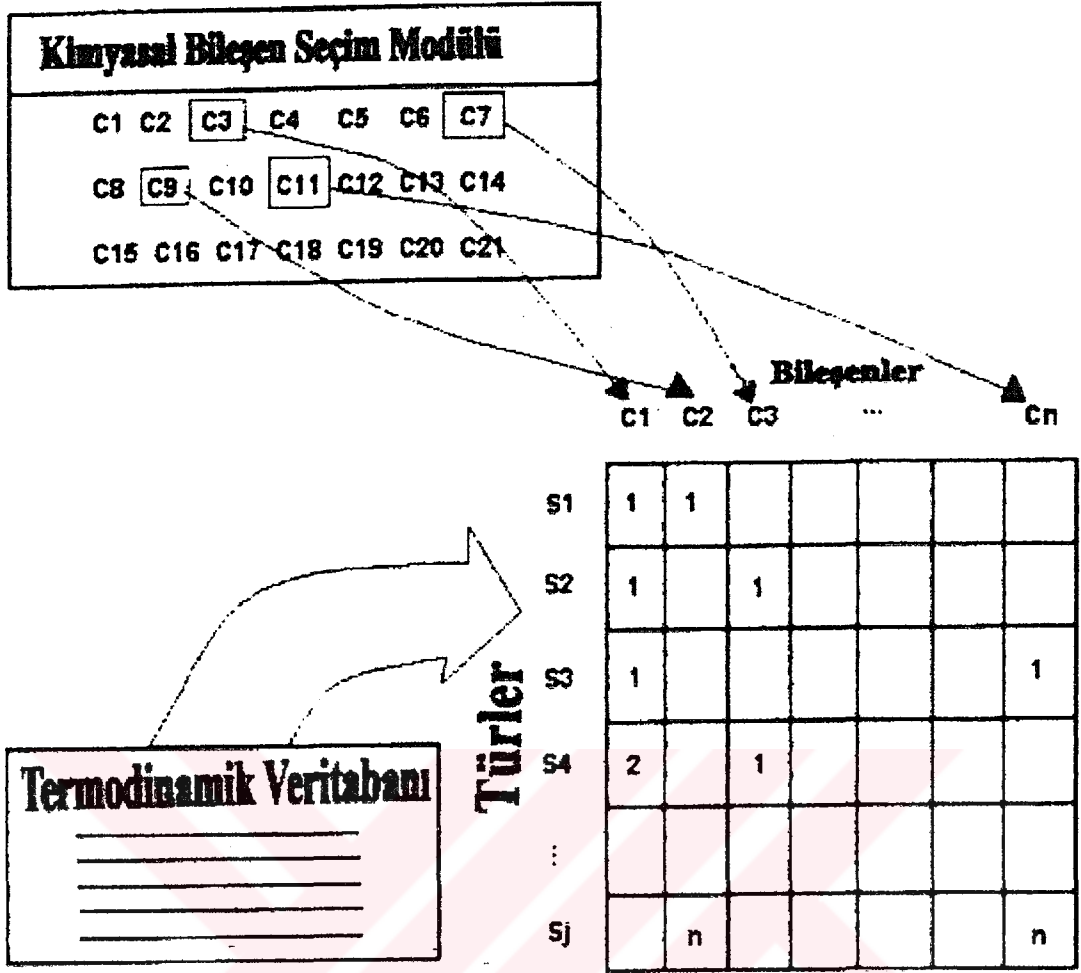 Kimyasal Bileşen Seçim Modülü
C1 C2 C3 C4 C5 C6 C7
C8 C9 C10 C11 C12 C13 C14
C15 C16 C17 C18 C19 C20 C21
Bileşenler
C1 C2 C3 ... Cn
S1 1 1
S2 1 1
S3 1 1
S4 2 1
⋮
Sj n n
Türler
Termodinamik Veritabanı